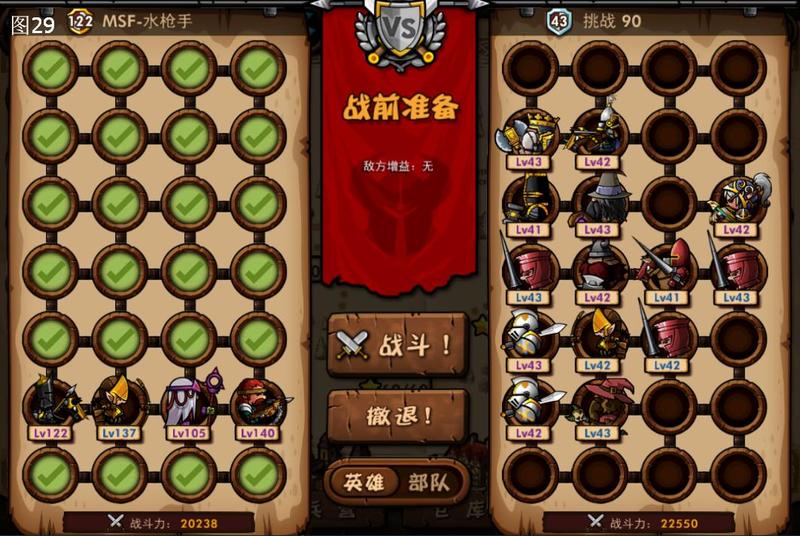 图29
122 MSF-水枪手
VS
43 挑战 90
战前准备
敌方增益：无
Lv43 Lv42
Lv41 Lv43 Lv42
Lv43 Lv42 Lv41 Lv43
战斗！
Lv43 Lv42 Lv42
撤退！
Lv122 Lv137 Lv105 Lv140
Lv42 Lv43
英雄 部队
战斗力： 20238
战斗力： 22550